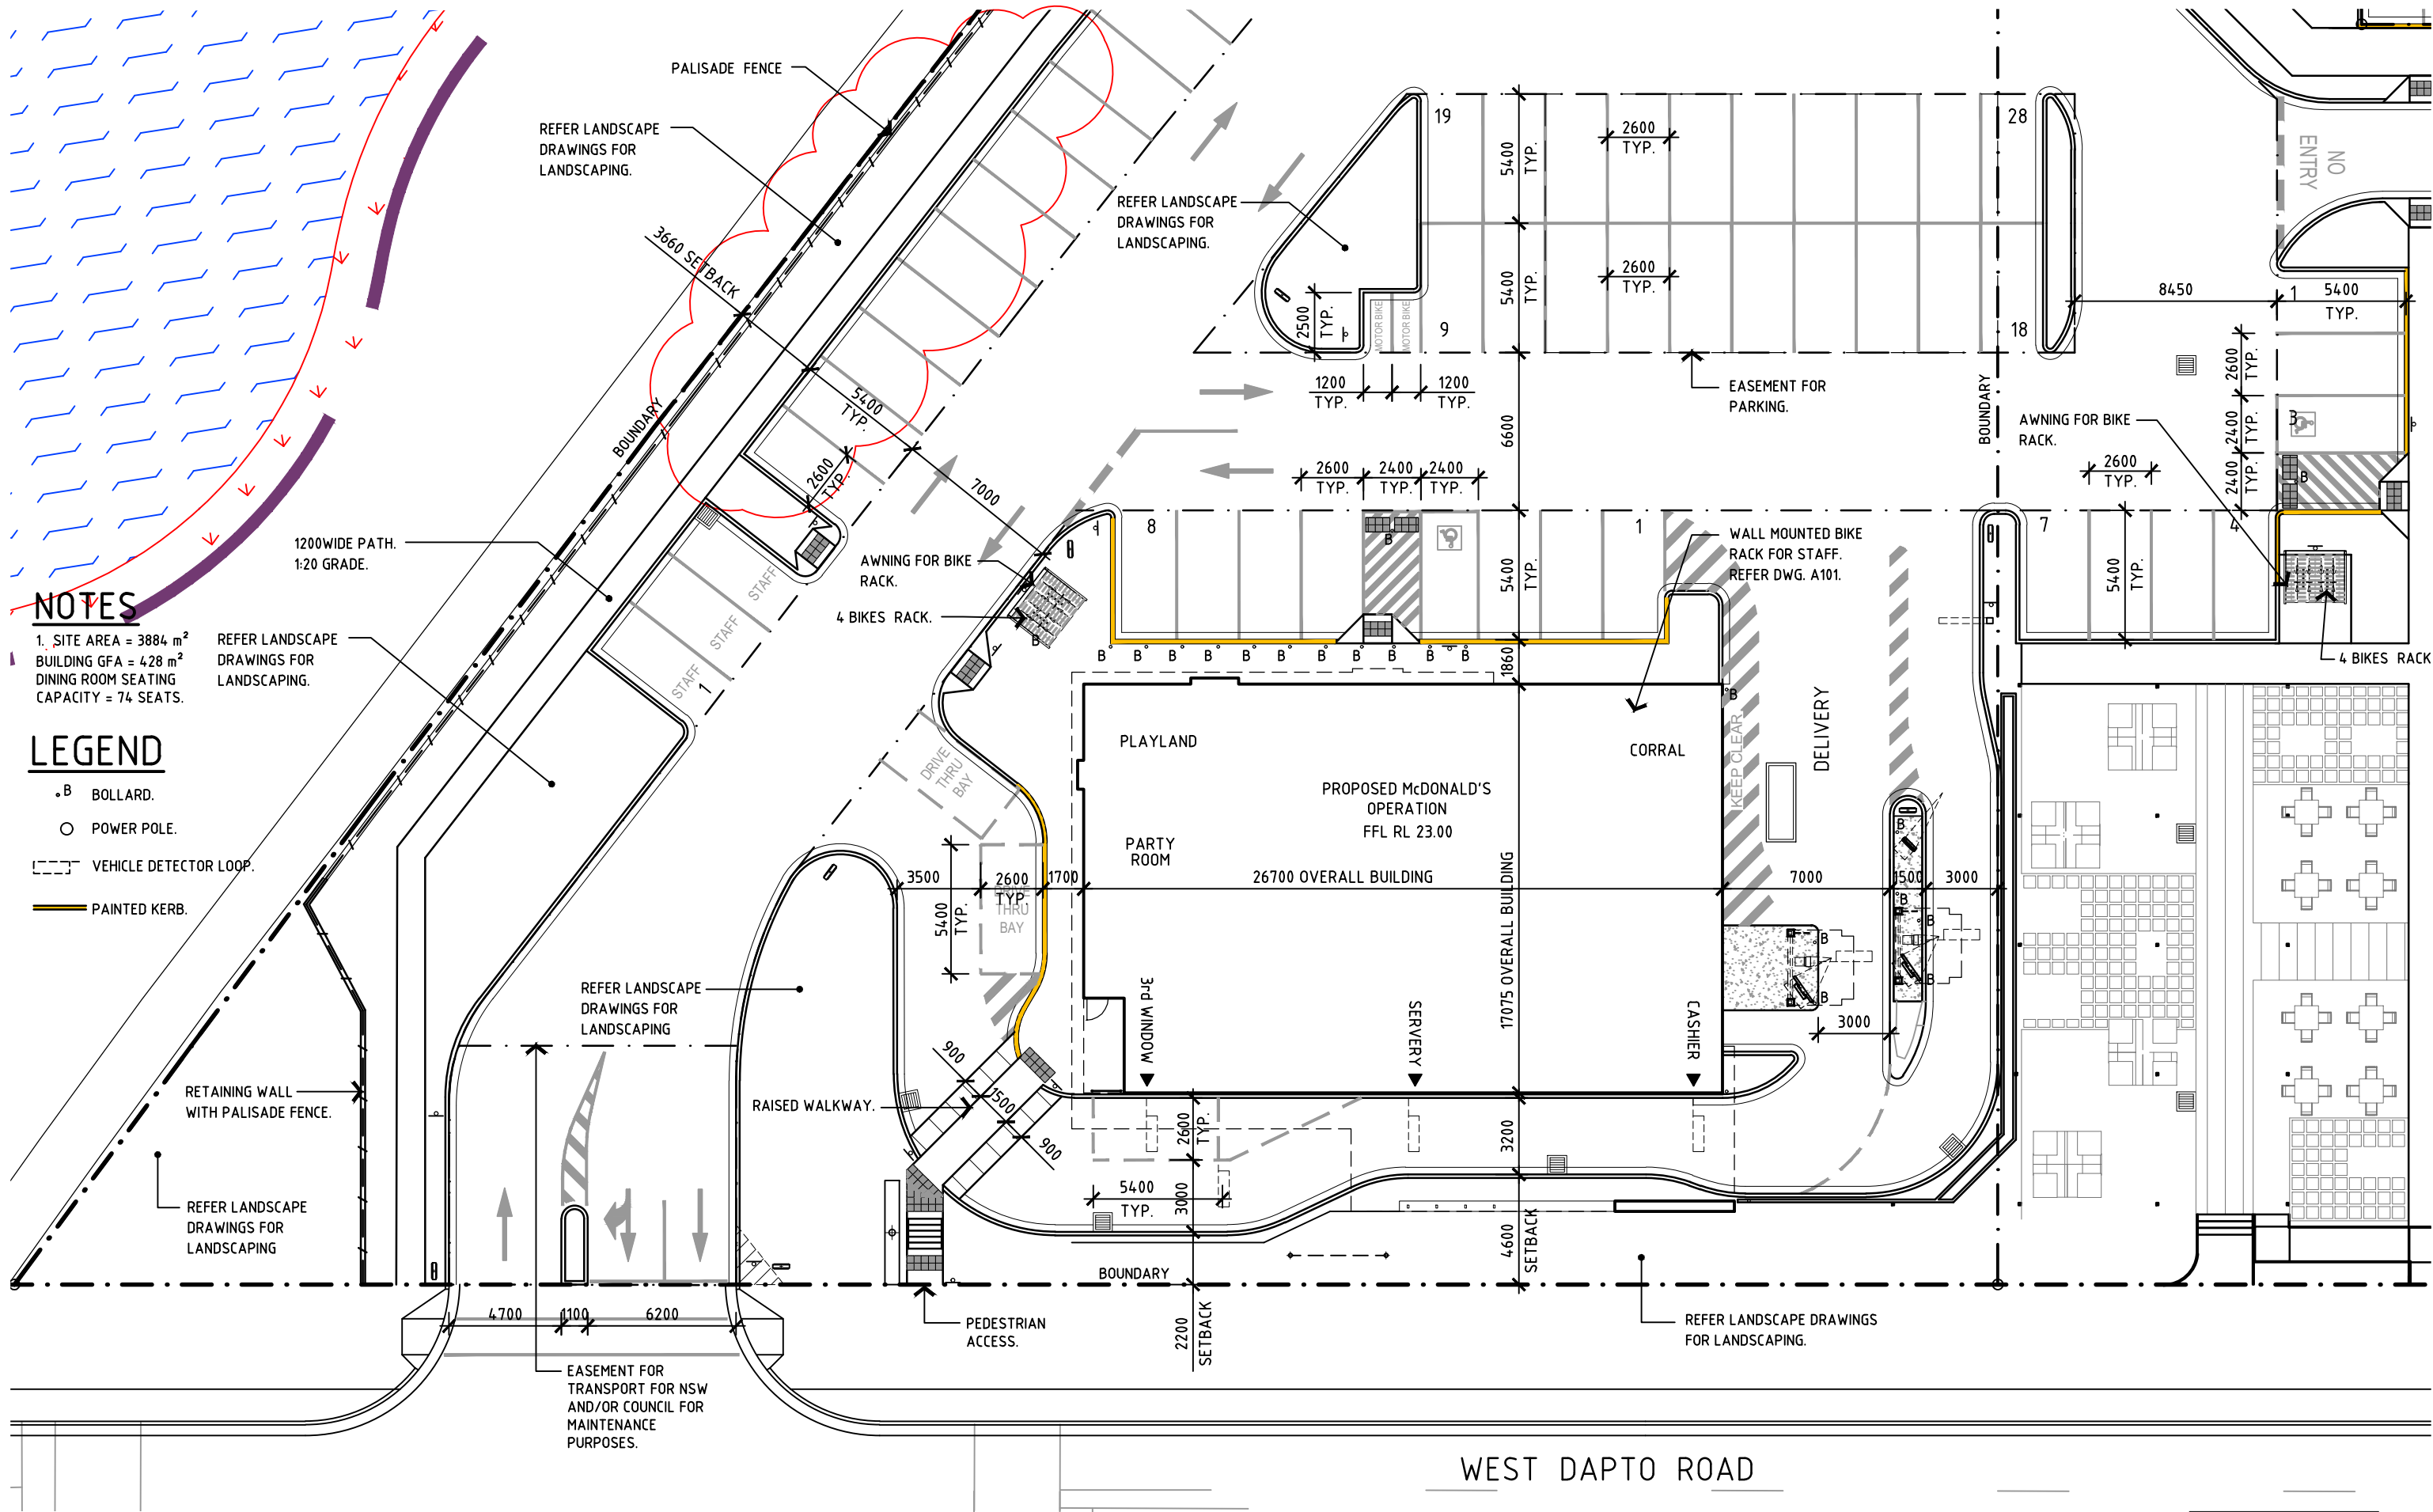 PALISADE FENCE
REFER LANDSCAPE
DRAWINGS FOR
LANDSCAPING.
3660 SETBACK
BOUNDARY
5400
TYP.
2600
TYP.
7000
1200WIDE PATH.
1:20 GRADE.
NOTES
1. SITE AREA = 3884 m²
BUILDING GFA = 428 m²
DINING ROOM SEATING
CAPACITY = 74 SEATS.
REFER LANDSCAPE
DRAWINGS FOR
LANDSCAPING.
LEGEND
B BOLLARD.
POWER POLE.
VEHICLE DETECTOR LOOP.
PAINTED KERB.
STAFF
STAFF
STAFF
1
REFER LANDSCAPE
DRAWINGS FOR
LANDSCAPING.
19
28
9
18
5400
TYP.
5400
TYP.
2600
TYP.
2600
TYP.
2500
TYP.
MOTOR BIKE
MOTOR BIKE
1200
TYP.
1200
TYP.
6600
EASEMENT FOR
PARKING.
BOUNDARY
NO
ENTRY
8450
1
5400
TYP.
2600
TYP.
2400
TYP.
2400
TYP.
3
B
AWNING FOR BIKE
RACK.
2600
TYP.
7
4
5400
TYP.
4 BIKES RACK
2600
TYP.
2400
TYP.
2400
TYP.
8
B
1
5400
TYP.
WALL MOUNTED BIKE
RACK FOR STAFF.
REFER DWG. A101.
AWNING FOR BIKE
RACK.
4 BIKES RACK.
B
B B B B B B B B B B B
1860
B
PLAYLAND
CORRAL
PROPOSED McDONALD'S
OPERATION
FFL RL 23.00
PARTY
ROOM
KEEP CLEAR
DELIVERY
DRIVE
THRU
BAY
3500
2600
TYP.
1700
26700 OVERALL BUILDING
7000
1500
3000
5400
TYP.
DRIVE
THRU
BAY
17075 OVERALL BUILDING
B
B
B
B
B
B
3000
3rd WINDOW
SERVERY
CASHIER
REFER LANDSCAPE
DRAWINGS FOR
LANDSCAPING
RETAINING WALL
WITH PALISADE FENCE.
RAISED WALKWAY.
900
1500
900
2600
TYP.
3200
5400
TYP.
3000
4600
SETBACK
REFER LANDSCAPE
DRAWINGS FOR
LANDSCAPING
BOUNDARY
4700
1100
6200
PEDESTRIAN
ACCESS.
2200
SETBACK
REFER LANDSCAPE DRAWINGS
FOR LANDSCAPING.
EASEMENT FOR
TRANSPORT FOR NSW
AND/OR COUNCIL FOR
MAINTENANCE
PURPOSES.
WEST DAPTO ROAD